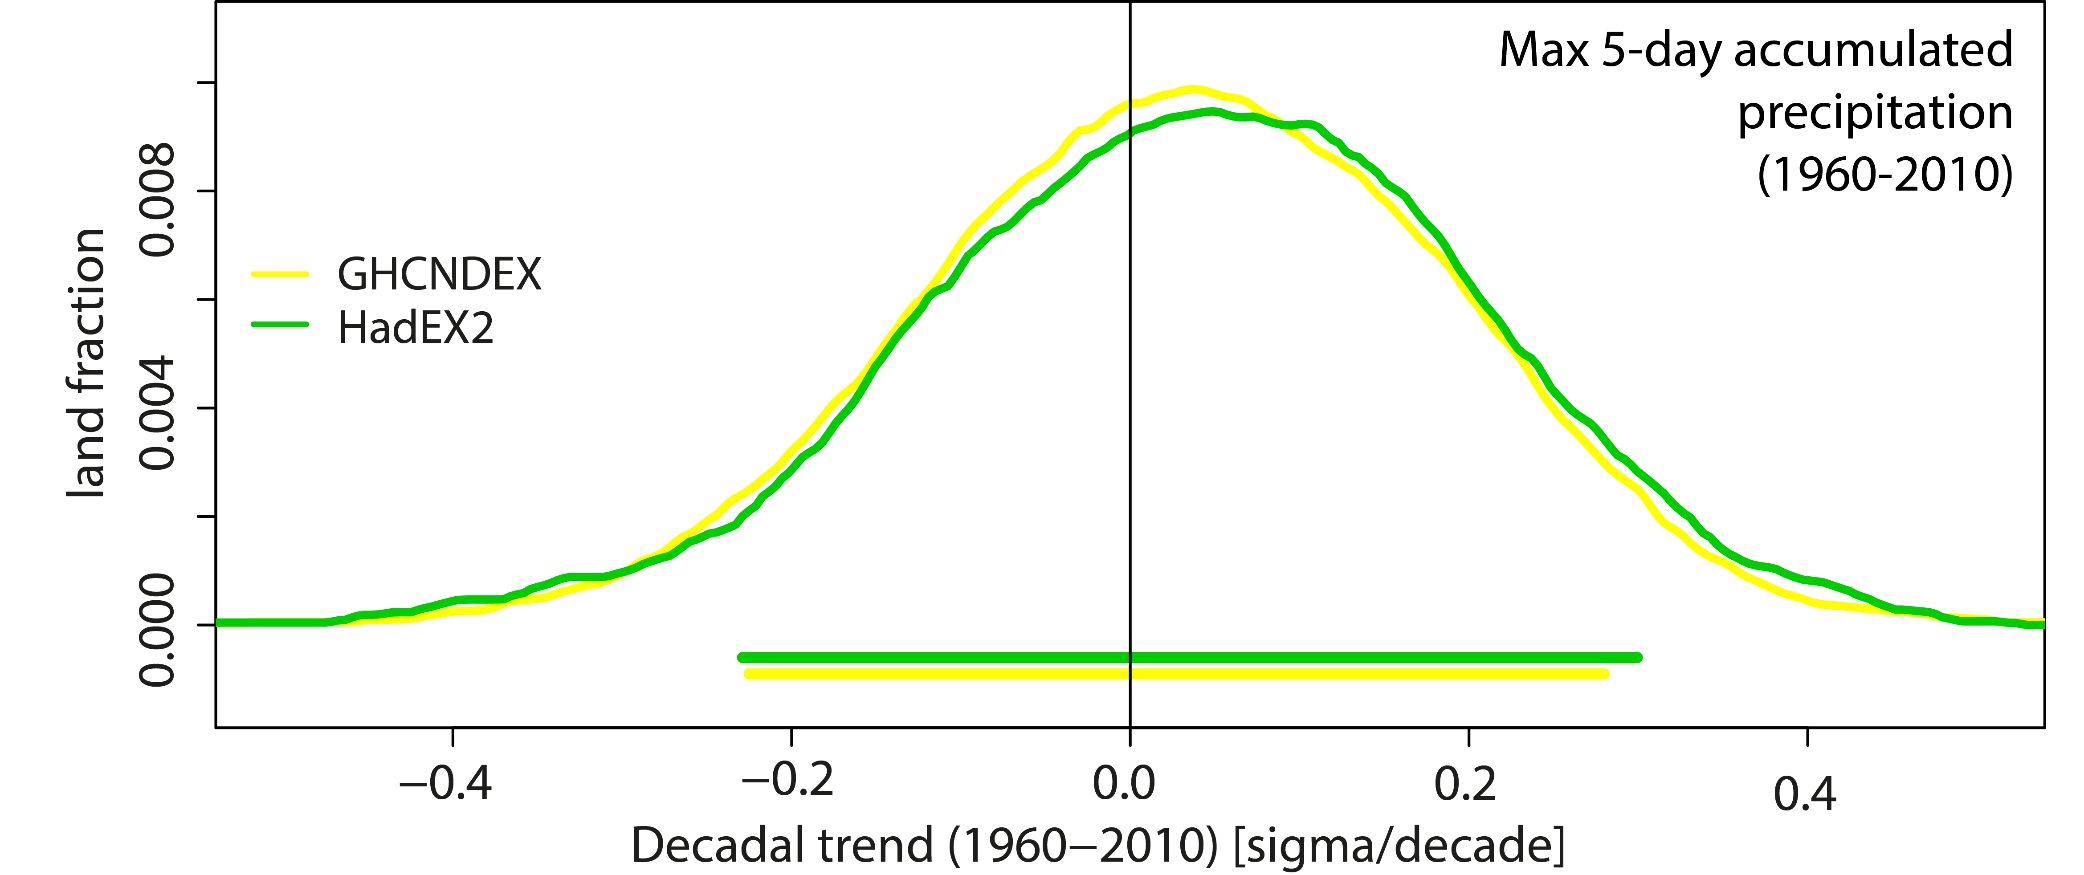 Max 5-day accumulated
precipitation
(1960-2010)
GHCNDEX
HadEX2
land fraction
0.008
0.004
0.000
−0.4
−0.2
0.0
0.2
0.4
Decadal trend (1960−2010) [sigma/decade]